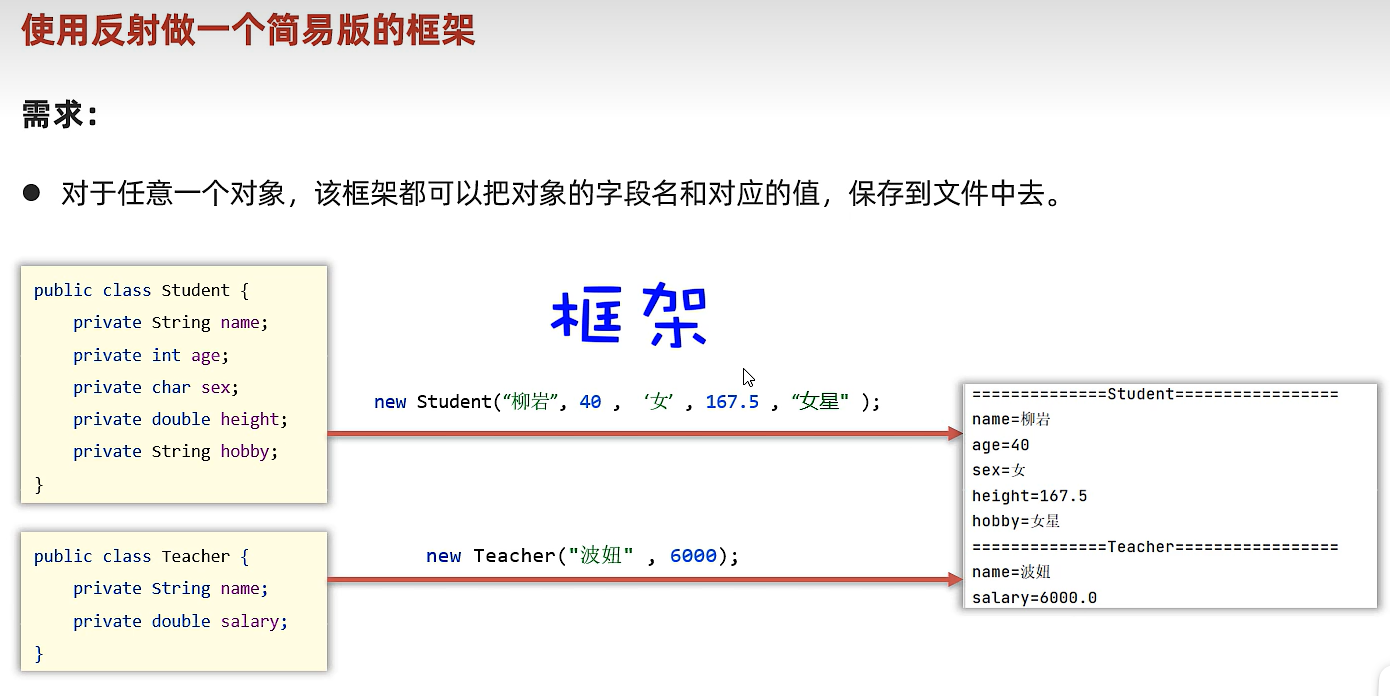 使用反射做一个简易版的框架
需求：
● 对于任意一个对象，该框架都可以把对象的字段名和对应的值，保存到文件中去。
public class Student {
private String name;
private int age;
private char sex;
private double height;
private String hobby;
}
框架
new Student(“柳岩”, 40 , ‘女’ , 167.5 , “女星" );
public class Teacher {
private String name;
private double salary;
}
new Teacher("波妞" , 6000);
==============Student=================
name=柳岩
age=40
sex=女
height=167.5
hobby=女星
==============Teacher=================
name=波妞
salary=6000.0